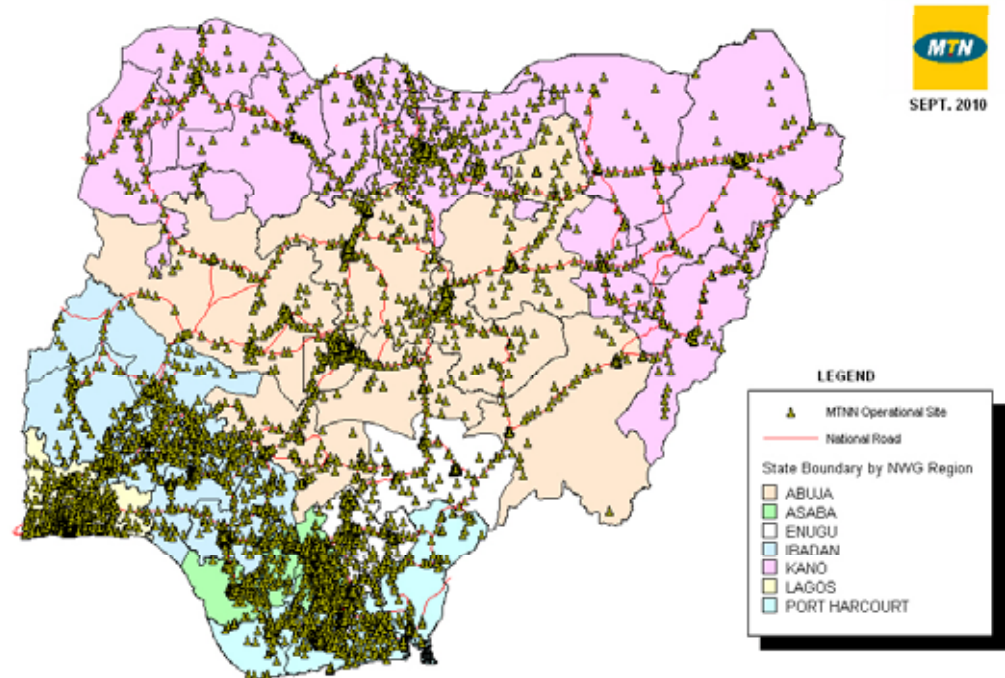 MTN
SEPT. 2010
LEGEND
MTNN Operational Site
National Road
State Boundary by NWG Region
ABUJA
ASABA
ENUGU
IBADAN
KANO
LAGOS
PORT HARCOURT